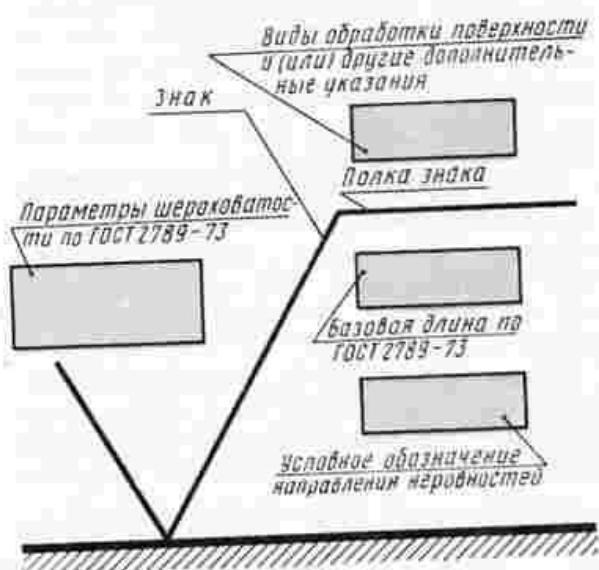 Виды обработки поверхности
и (или) другие дополнитель-
ные указания
Знак
Полка знака
Параметры шероховатос-
ти по ГОСТ 2789-73
Базовая длина по
ГОСТ 2789-73
Условное обозначение
направления неровностей